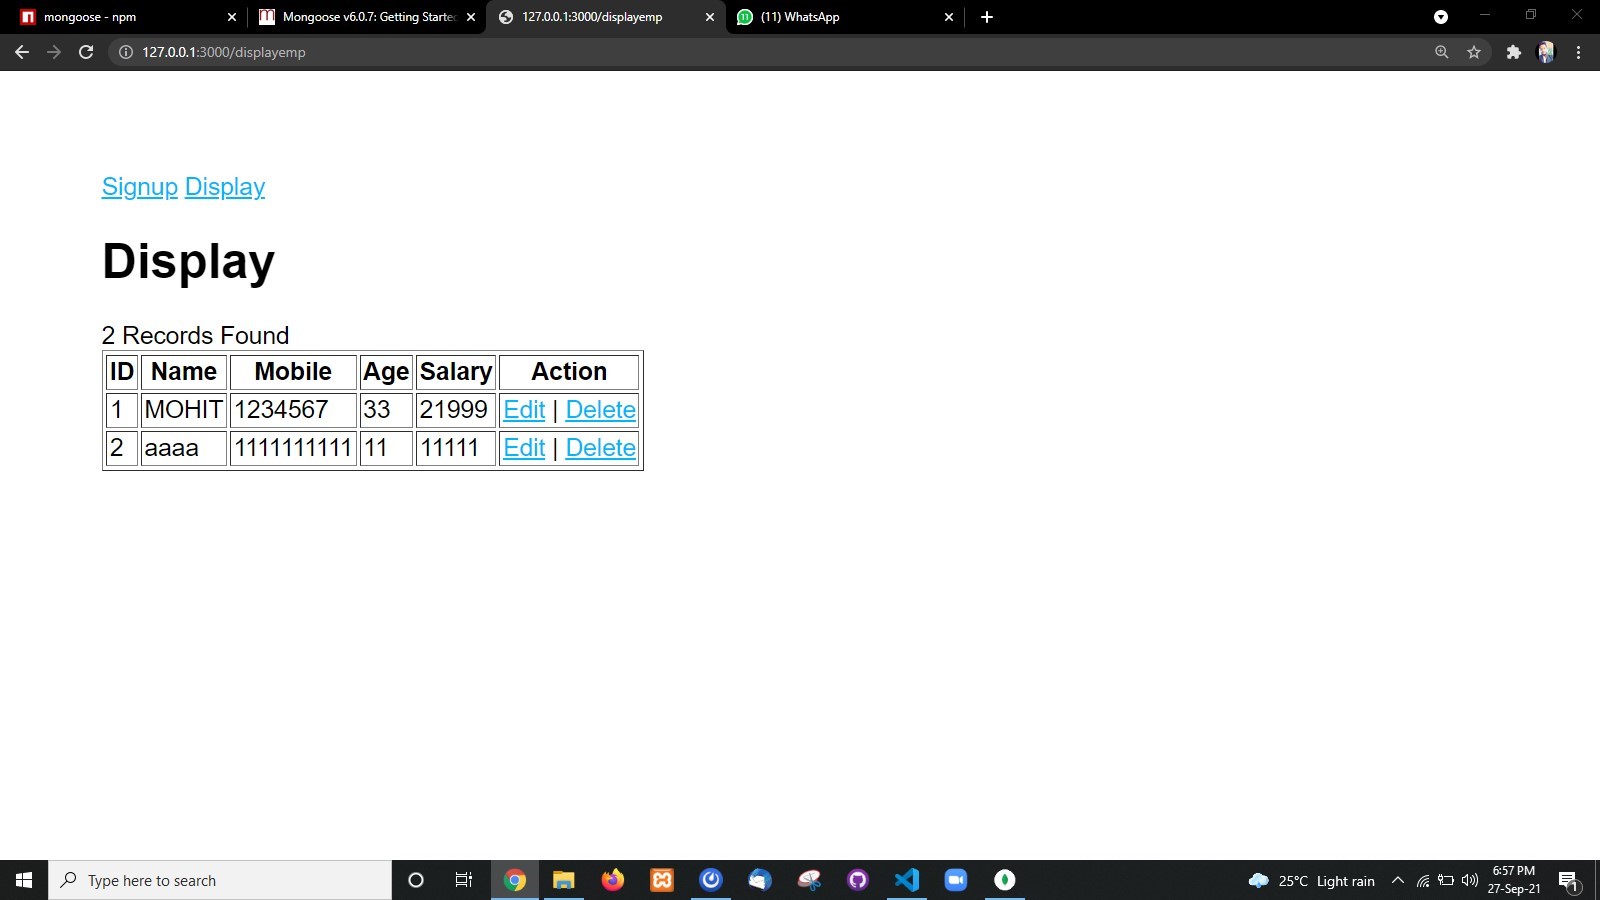 mongoose - npm
Mongoose v6.0.7: Getting Started
127.0.0.1:3000/displayemp
(11) WhatsApp
127.0.0.1:3000/displayemp
Signup Display
Display
2 Records Found
ID Name Mobile Age Salary Action
1 MOHIT 1234567 33 21999 Edit | Delete
2 aaaa 1111111111 11 11111 Edit | Delete
Type here to search
25°C Light rain
6:57 PM
27-Sep-21
1